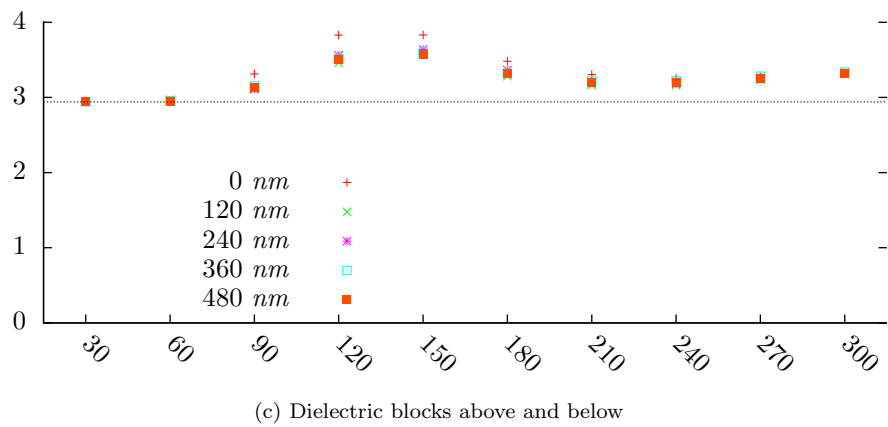 4
3
2
1
0
0 nm
120 nm
240 nm
360 nm
480 nm
30 60 90 120 150 180 210 240 270 300
(c) Dielectric blocks above and below